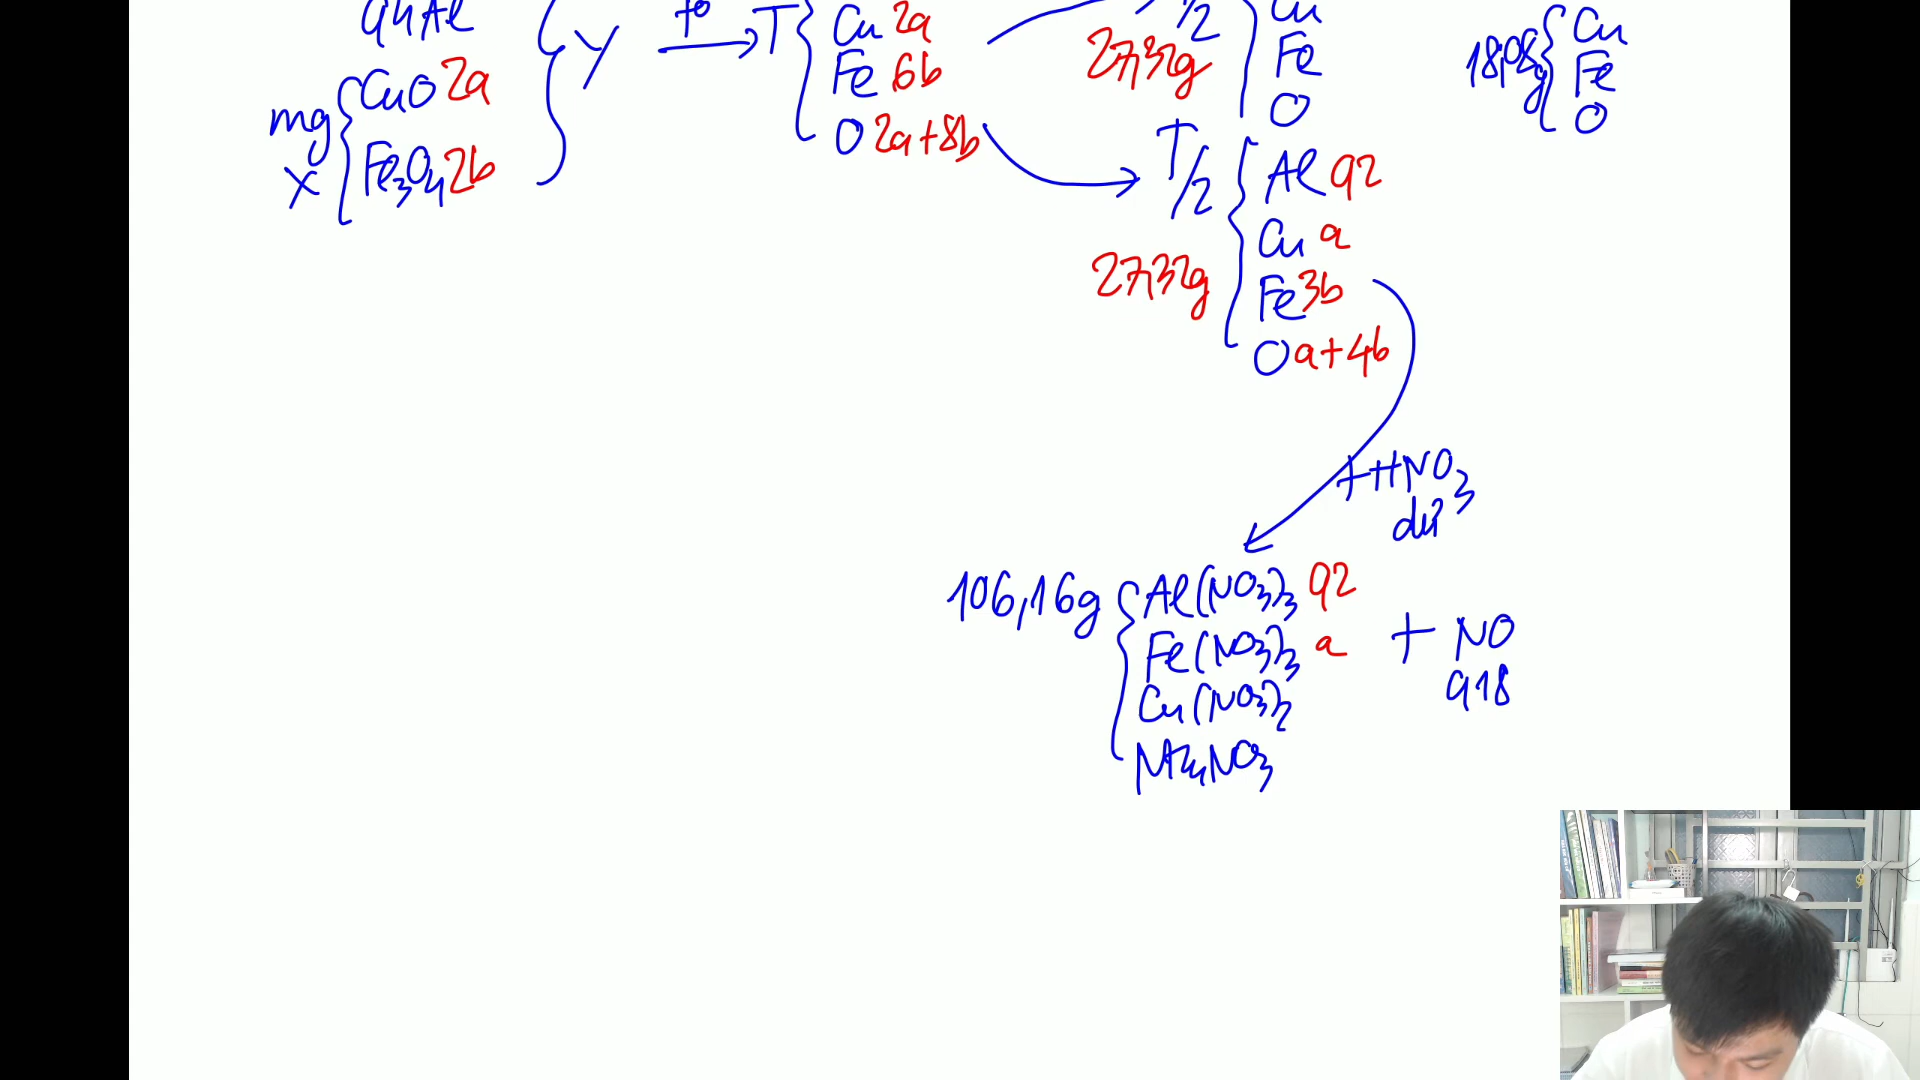 0,4 Al
mg
X
CuO 2a
Fe3O4 2b
Y
t°
T
Cu 2a
Fe 6b
O 2a+8b
T/2
27,32g
Cu
Fe
O
18,08g
Cu
Fe
O
T/2
27,32g
Al 0,2
Cu a
Fe 3b
O a+4b
+HNO3
dư
106,16g
Al(NO3)3 0,2
Fe(NO3)3 a
Cu(NO3)2
NH4NO3
+ NO
0,18